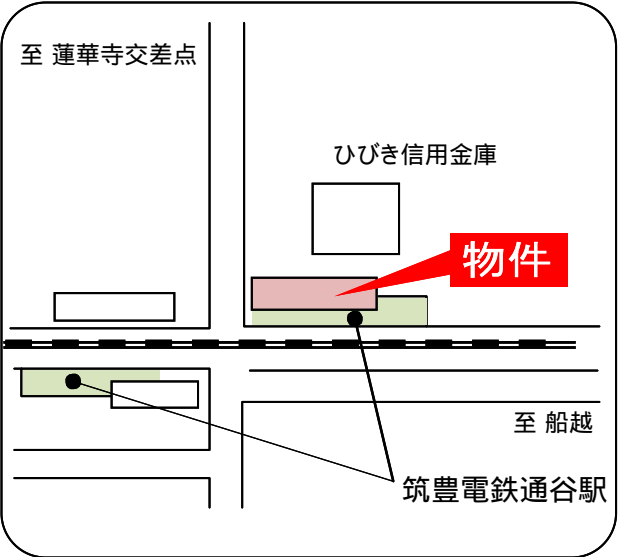 至 蓮華寺交差点
ひびき信用金庫
物件
至 船越
筑豊電鉄通谷駅